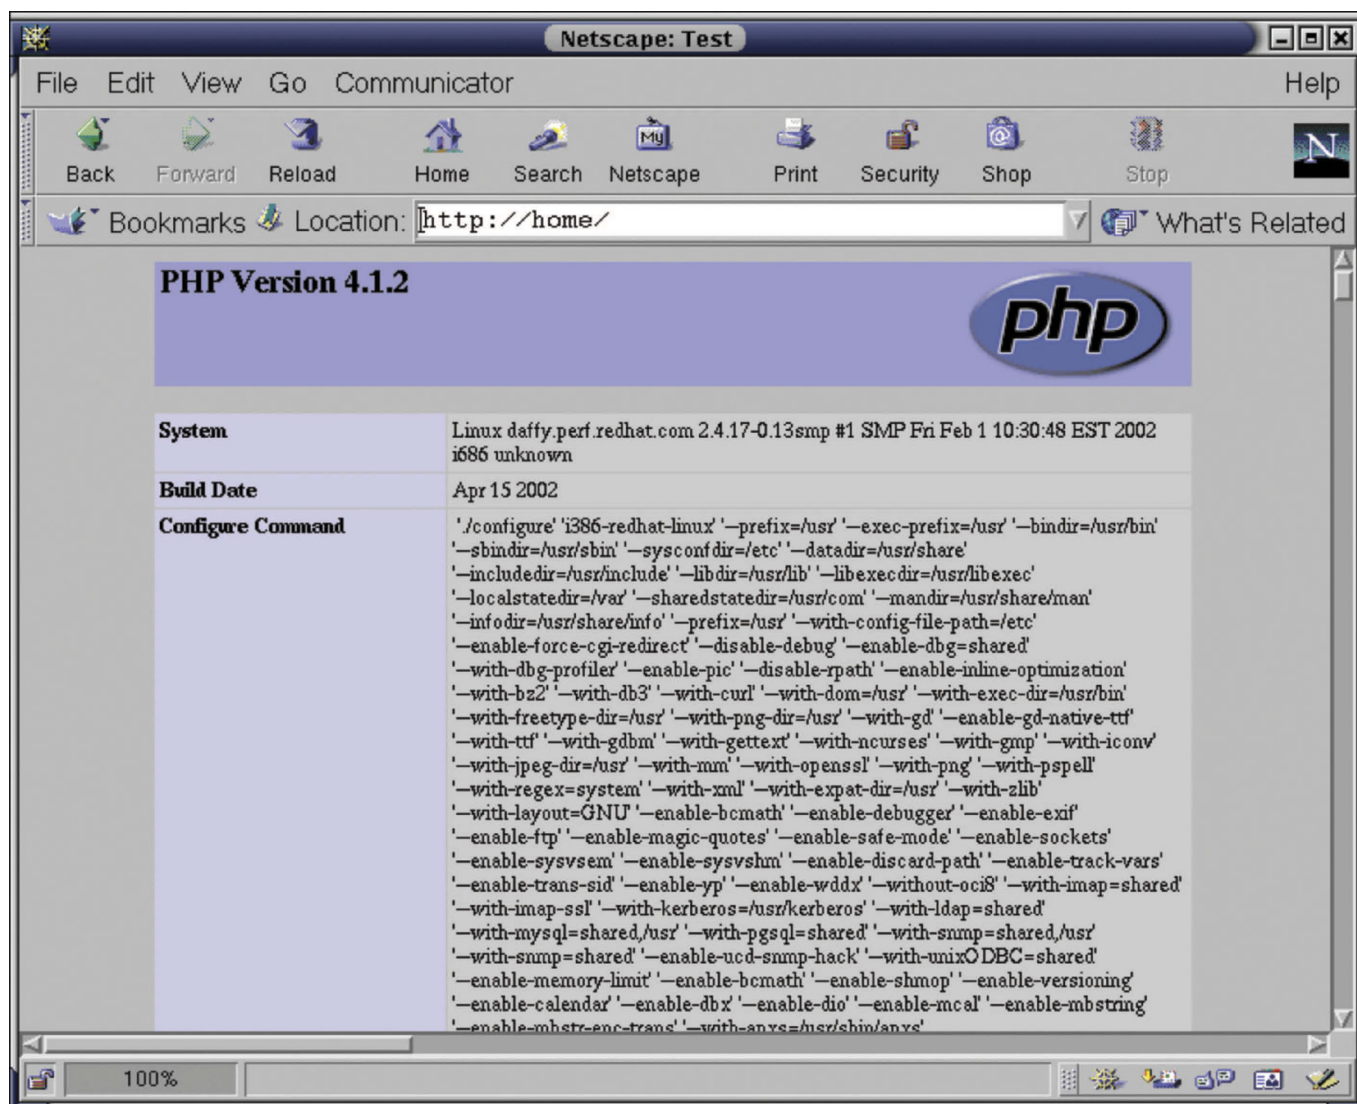 Netscape: Test
File Edit View Go Communicator Help
Back Forward Reload Home Search Netscape Print Security Shop Stop
My
N
Bookmarks Location: http://home/ What's Related
PHP Version 4.1.2
php
System Linux daffy.perf.redhat.com 2.4.17-0.13smp #1 SMP Fri Feb 1 10:30:48 EST 2002
i686 unknown
Build Date Apr 15 2002
Configure Command './configure' 'i386-redhat-linux' '—prefix=/usr' '—exec-prefix=/usr' '—bindir=/usr/bin'
'—sbindir=/usr/sbin' '—sysconfdir=/etc' '—datadir=/usr/share'
'—includedir=/usr/include' '—libdir=/usr/lib' '—libexecdir=/usr/libexec'
'—localstatedir=/var' '—sharedstatedir=/usr/com' '—mandir=/usr/share/man'
'—infodir=/usr/share/info' '—prefix=/usr' '—with-config-file-path=/etc'
'—enable-force-cgi-redirect' '—disable-debug' '—enable-dbg=shared'
'—with-dbg-profiler' '—enable-pic' '—disable-rpath' '—enable-inline-optimization'
'—with-bz2' '—with-db3' '—with-curl' '—with-dom=/usr' '—with-exec-dir=/usr/bin'
'—with-freetype-dir=/usr' '—with-png-dir=/usr' '—with-gd' '—enable-gd-native-ttf'
'—with-ttf' '—with-gdbm' '—with-gettext' '—with-ncurses' '—with-gmp' '—with-iconv'
'—with-jpeg-dir=/usr' '—with-mm' '—with-openssl' '—with-png' '—with-pspell'
'—with-regex=system' '—with-xml' '—with-expat-dir=/usr' '—with-zlib'
'—with-layout=GNU' '—enable-bcmath' '—enable-debugger' '—enable-exif'
'—enable-ftp' '—enable-magic-quotes' '—enable-safe-mode' '—enable-sockets'
'—enable-sysvsem' '—enable-sysvshm' '—enable-discard-path' '—enable-track-vars'
'—enable-trans-sid' '—enable-yp' '—enable-wddx' '—without-oci8' '—with-imap=shared'
'—with-imap-ssl' '—with-kerberos=/usr/kerberos' '—with-ldap=shared'
'—with-mysql=shared,/usr' '—with-pgsql=shared' '—with-snmp=shared,/usr'
'—with-snmp=shared' '—enable-ucd-snmp-hack' '—with-unixODBC=shared'
'—enable-memory-limit' '—enable-bcmath' '—enable-shmop' '—enable-versioning'
'—enable-calendar' '—enable-dbx' '—enable-dio' '—enable-mcal' '—enable-mbstring'
'—enable-mbstr-enc-trans' '—with-apxs=/usr/sbin/apxs'
100%